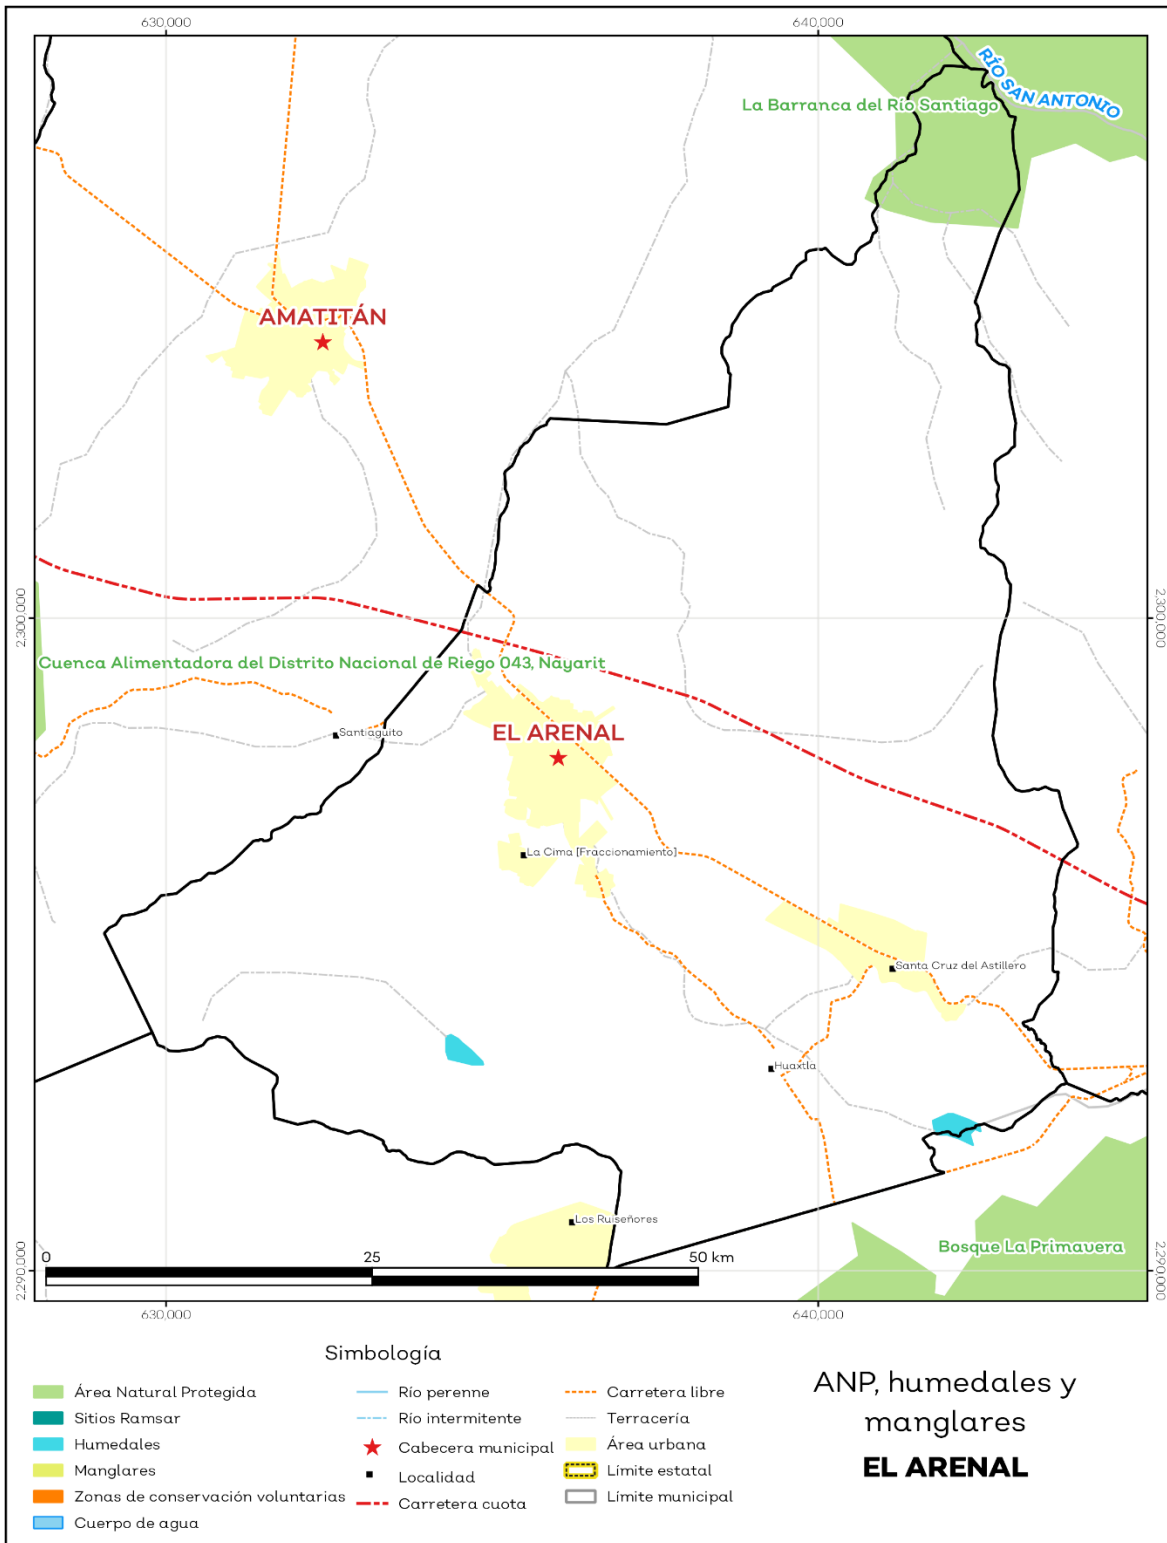 630,000
640,000
RÍO SAN ANTONIO
La Barranca del Río Santiago
AMATITÁN
2,300,000
2,300,000
Cuenca Alimentadora del Distrito Nacional de Riego 043, Nayarit
Santiaguito
EL ARENAL
La Cima [Fraccionamiento]
Santa Cruz del Astillero
Huaxtla
Los Ruiseñores
Bosque La Primavera
0 25 50 km
2,290,000
2,290,000
630,000
640,000
Simbología
Área Natural Protegida
Sitios Ramsar
Humedales
Manglares
Zonas de conservación voluntarias
Cuerpo de agua
Río perenne
Río intermitente
Cabecera municipal
Localidad
Carretera cuota
Carretera libre
Terracería
Área urbana
Límite estatal
Límite municipal
ANP, humedales y
manglares
EL ARENAL